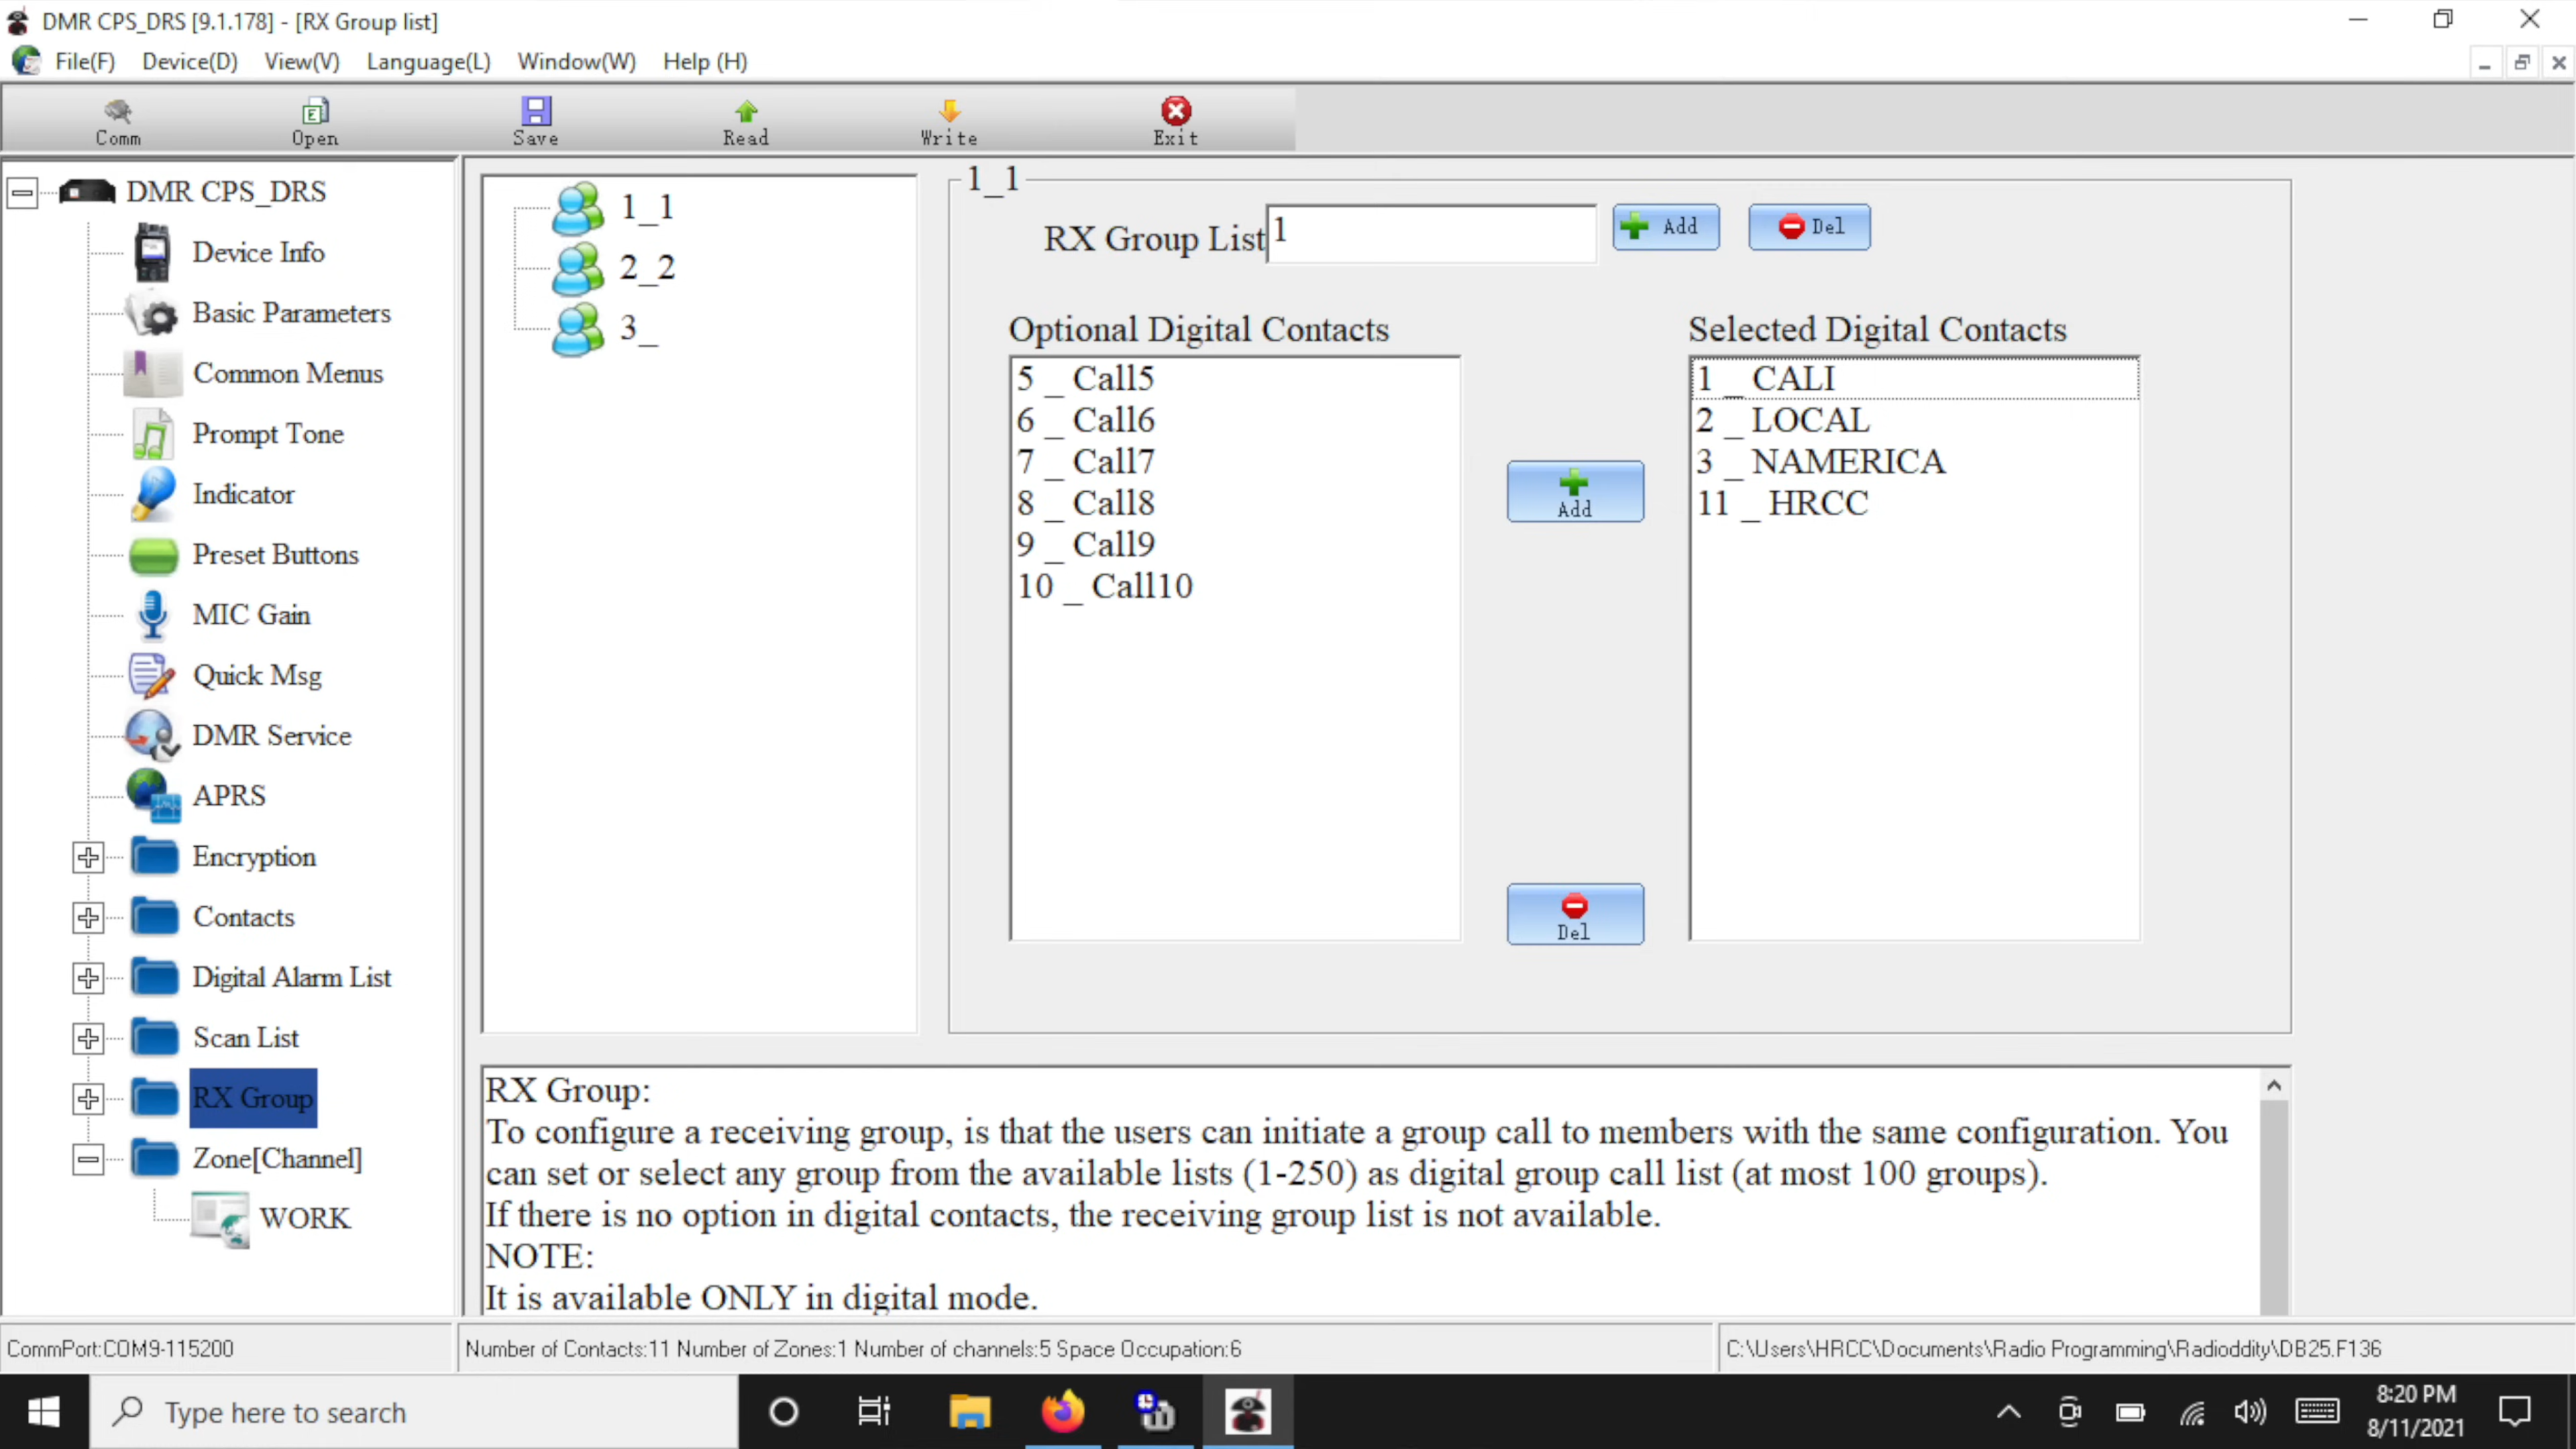 DMR CPS_DRS [9.1.178] - [RX Group list]
File(F) Device(D) View(V) Language(L) Window(W) Help (H)
Comm Open Save Read Write Exit
DMR CPS_DRS
Device Info
Basic Parameters
Common Menus
Prompt Tone
Indicator
Preset Buttons
MIC Gain
Quick Msg
DMR Service
APRS
Encryption
Contacts
Digital Alarm List
Scan List
RX Group
Zone[Channel]
WORK
1_1
2_2
3_
1_1
RX Group List 1 Add Del
Optional Digital Contacts
5 _ Call5
6 _ Call6
7 _ Call7
8 _ Call8
9 _ Call9
10 _ Call10
Add
Del
Selected Digital Contacts
1 _ CALI
2 _ LOCAL
3 _ NAMERICA
11 _ HRCC
RX Group:
To configure a receiving group, is that the users can initiate a group call to members with the same configuration. You
can set or select any group from the available lists (1-250) as digital group call list (at most 100 groups).
If there is no option in digital contacts, the receiving group list is not available.
NOTE:
It is available ONLY in digital mode.
CommPort:COM9-115200 Number of Contacts:11 Number of Zones:1 Number of channels:5 Space Occupation:6 C:\Users\HRCC\Documents\Radio Programming\Radioddity\DB25.F136
Type here to search
8:20 PM
8/11/2021